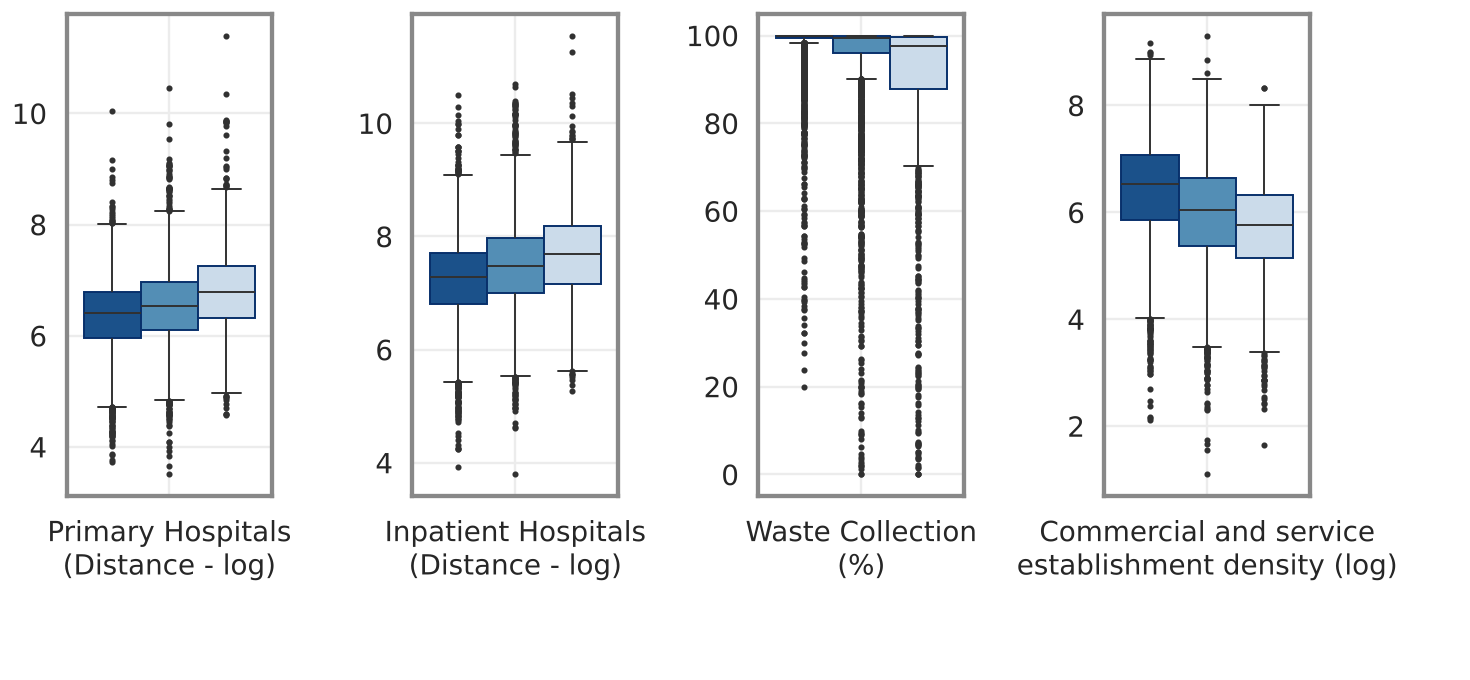 10
8
6
4
Primary Hospitals
(Distance - log)
10
8
6
4
Inpatient Hospitals
(Distance - log)
100
80
60
40
20
0
Waste Collection
(%)
8
6
4
2
Commercial and service
establishment density (log)